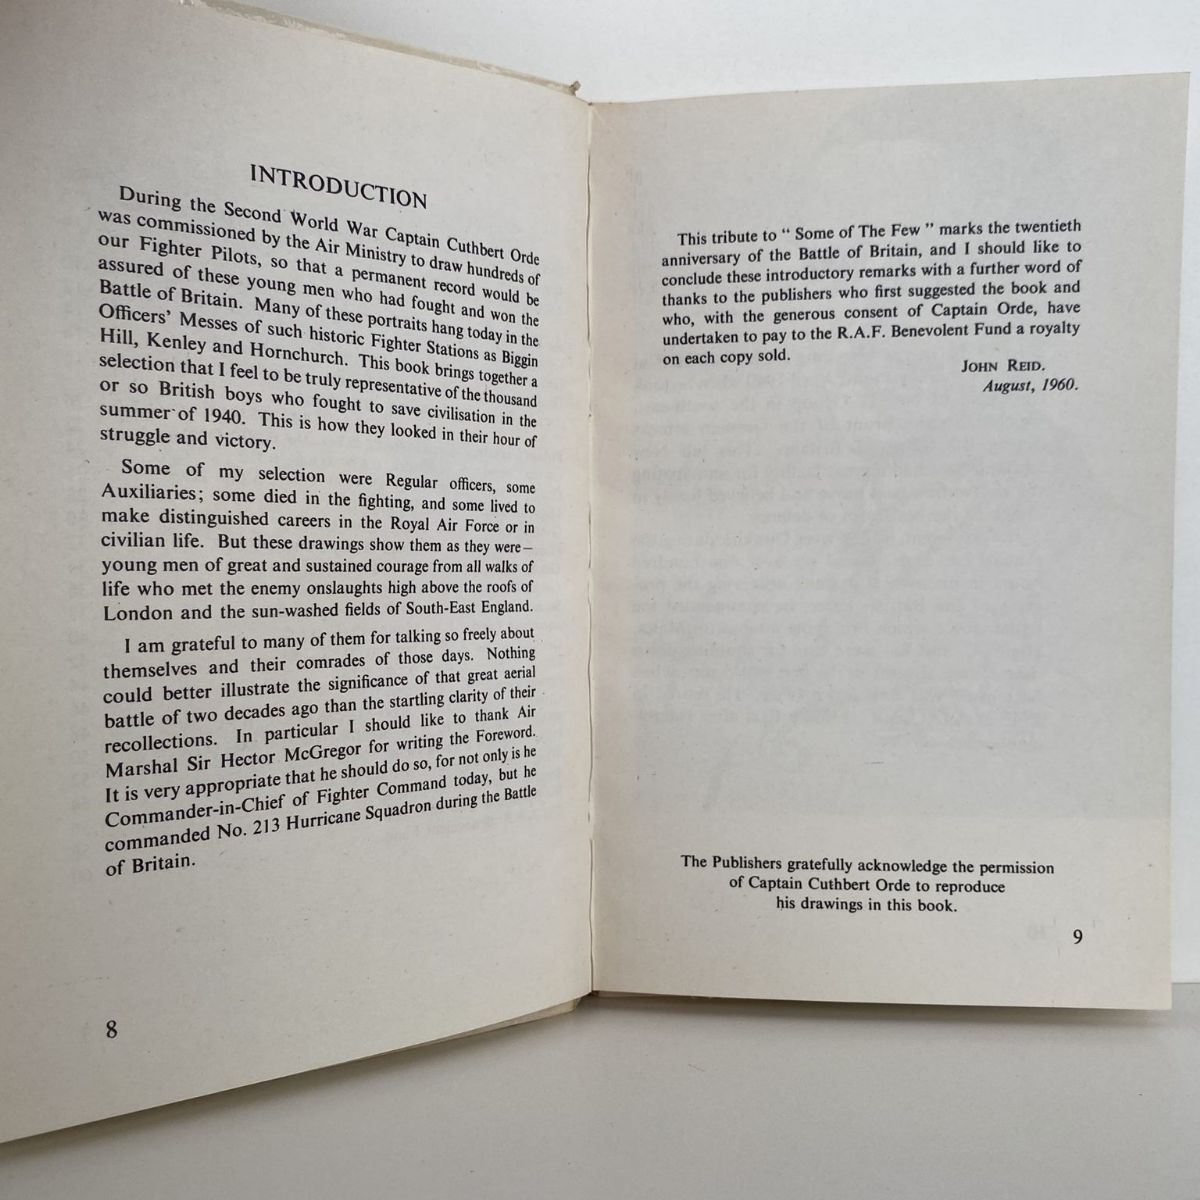 INTRODUCTION
During the Second World War Captain Cuthbert Orde
was commissioned by the Air Ministry to draw hundreds of
our Fighter Pilots, so that a permanent record would be
assured of these young men who had fought and won the
Battle of Britain. Many of these portraits hang today in the
Officers' Messes of such historic Fighter Stations as Biggin
Hill, Kenley and Hornchurch. This book brings together a
selection that I feel to be truly representative of the thousand
or so British boys who fought to save civilisation in the
summer of 1940. This is how they looked in their hour of
struggle and victory.
Some of my selection were Regular officers, some
Auxiliaries; some died in the fighting, and some lived to
make distinguished careers in the Royal Air Force or in
civilian life. But these drawings show them as they were—
young men of great and sustained courage from all walks of
life who met the enemy onslaughts high above the roofs of
London and the sun-washed fields of South-East England.
I am grateful to many of them for talking so freely about
themselves and their comrades of those days. Nothing
could better illustrate the significance of that great aerial
battle of two decades ago than the startling clarity of their
recollections. In particular I should like to thank Air
Marshal Sir Hector McGregor for writing the Foreword.
It is very appropriate that he should do so, for not only is he
Commander-in-Chief of Fighter Command today, but he
commanded No. 213 Hurricane Squadron during the Battle
of Britain.
8
This tribute to " Some of The Few " marks the twentieth
anniversary of the Battle of Britain, and I should like to
conclude these introductory remarks with a further word of
thanks to the publishers who first suggested the book and
who, with the generous consent of Captain Orde, have
undertaken to pay to the R.A.F. Benevolent Fund a royalty
on each copy sold.
JOHN REID.
August, 1960.
The Publishers gratefully acknowledge the permission
of Captain Cuthbert Orde to reproduce
his drawings in this book.
9